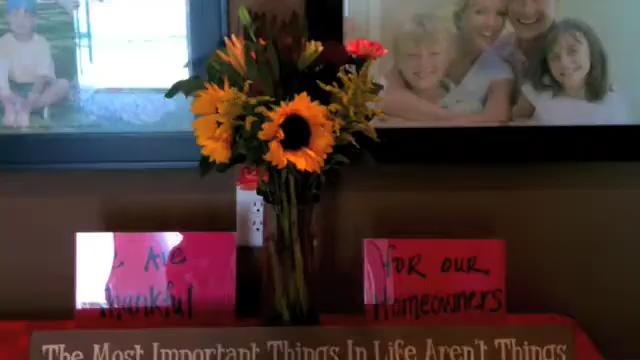 e Are
thankful
for our
Homeowners
The Most Important Things In Life Aren't Things